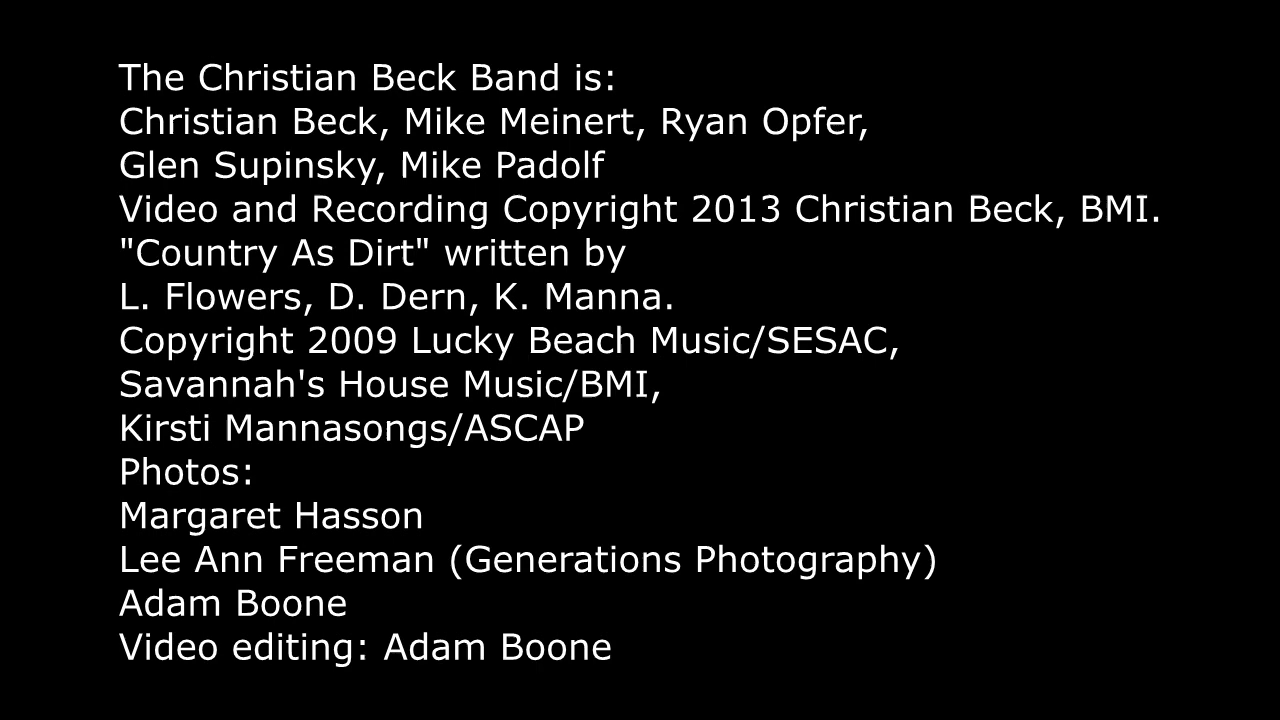 The Christian Beck Band is:
Christian Beck, Mike Meinert, Ryan Opfer,
Glen Supinsky, Mike Padolf
Video and Recording Copyright 2013 Christian Beck, BMI.
"Country As Dirt" written by
L. Flowers, D. Dern, K. Manna.
Copyright 2009 Lucky Beach Music/SESAC,
Savannah's House Music/BMI,
Kirsti Mannasongs/ASCAP
Photos:
Margaret Hasson
Lee Ann Freeman (Generations Photography)
Adam Boone
Video editing: Adam Boone